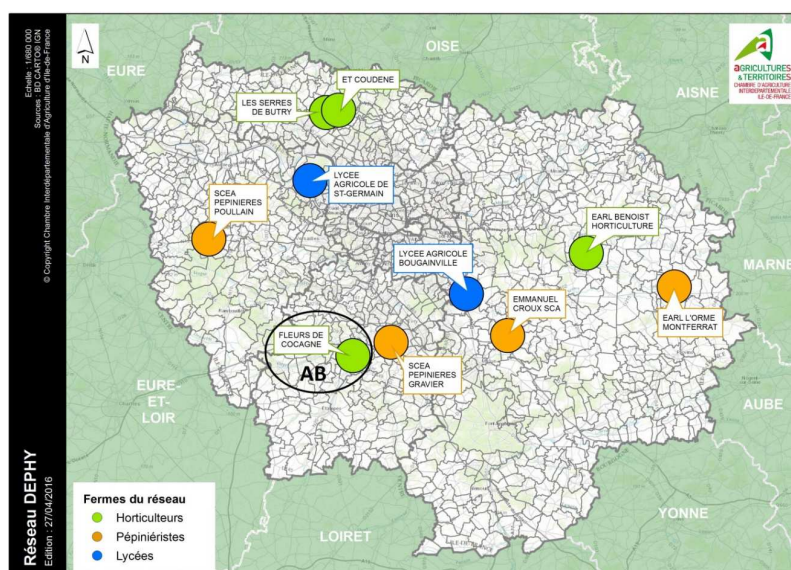 Echelle : 1/680 000
Sources : BD CARTO® IGN
© Copyright Chambre Interdépartementale d'Agriculture d'Ile-de-France
Réseau DEPHY
Edition : 27/04/2016
N
OISE
EURE
AISNE
AGRICULTURES
& TERRITOIRES
CHAMBRE D'AGRICULTURE
INTERDÉPARTEMENTALE
ILE-DE-FRANCE
ET COUDENE
LES SERRES
DE BUTRY
LYCEE
AGRICOLE DE
ST-GERMAIN
SCEA
PEPINIERES
POULLAIN
EARL BENOIST
HORTICULTURE
LYCEE AGRICOLE
BOUGAINVILLE
MARNE
EMMANUEL
CROUX SCA
EARL L'ORME
MONTFERRAT
FLEURS DE
COCAGNE
AB
SCEA
PEPINIERES
GRAVIER
EURE-
ET-
LOIR
AUBE
YONNE
LOIRET
Fermes du réseau
Horticulteurs
Pépiniéristes
Lycées